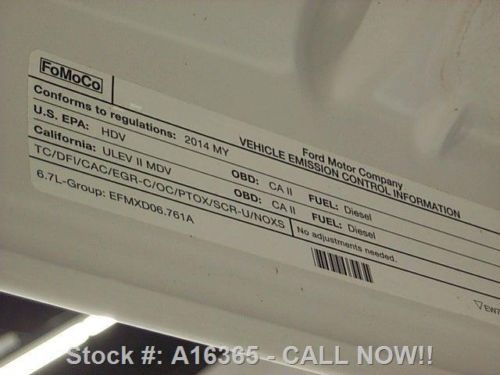 FoMoCo
Ford Motor Company
VEHICLE EMISSION CONTROL INFORMATION
Conforms to regulations: 2014 MY
U.S. EPA: HDV OBD: CA II FUEL: Diesel
California: ULEV II MDV OBD: CA II FUEL: Diesel
TC/DFI/CAC/EGR-C/OC/PTOX/SCR-U/NOXS No adjustments needed.
6.7L-Group: EFMXD06.761A
Stock #: A16365 - CALL NOW!!